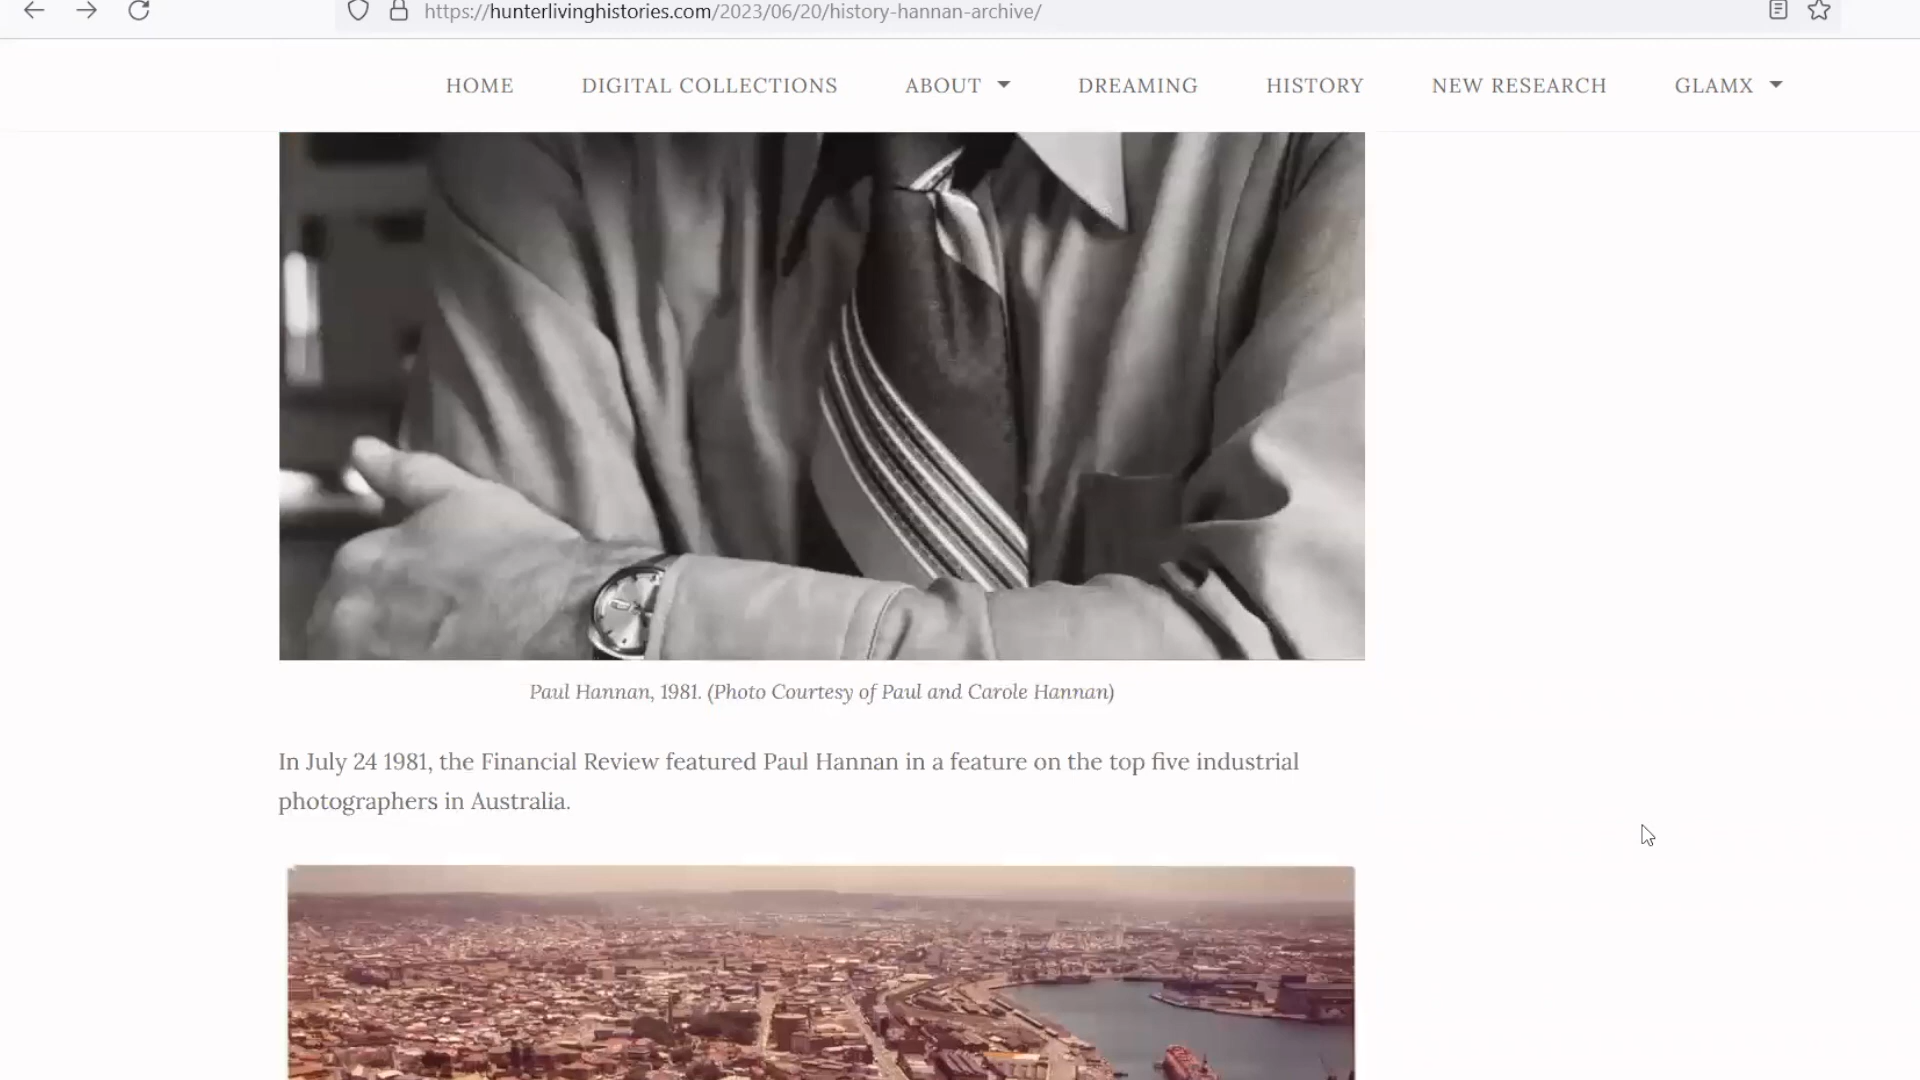 https://hunterlivinghistories.com/2023/06/20/history-hannan-archive/
HOME DIGITAL COLLECTIONS ABOUT DREAMING HISTORY NEW RESEARCH GLAMX
Paul Hannan, 1981. (Photo Courtesy of Paul and Carole Hannan)
In July 24 1981, the Financial Review featured Paul Hannan in a feature on the top five industrial
photographers in Australia.